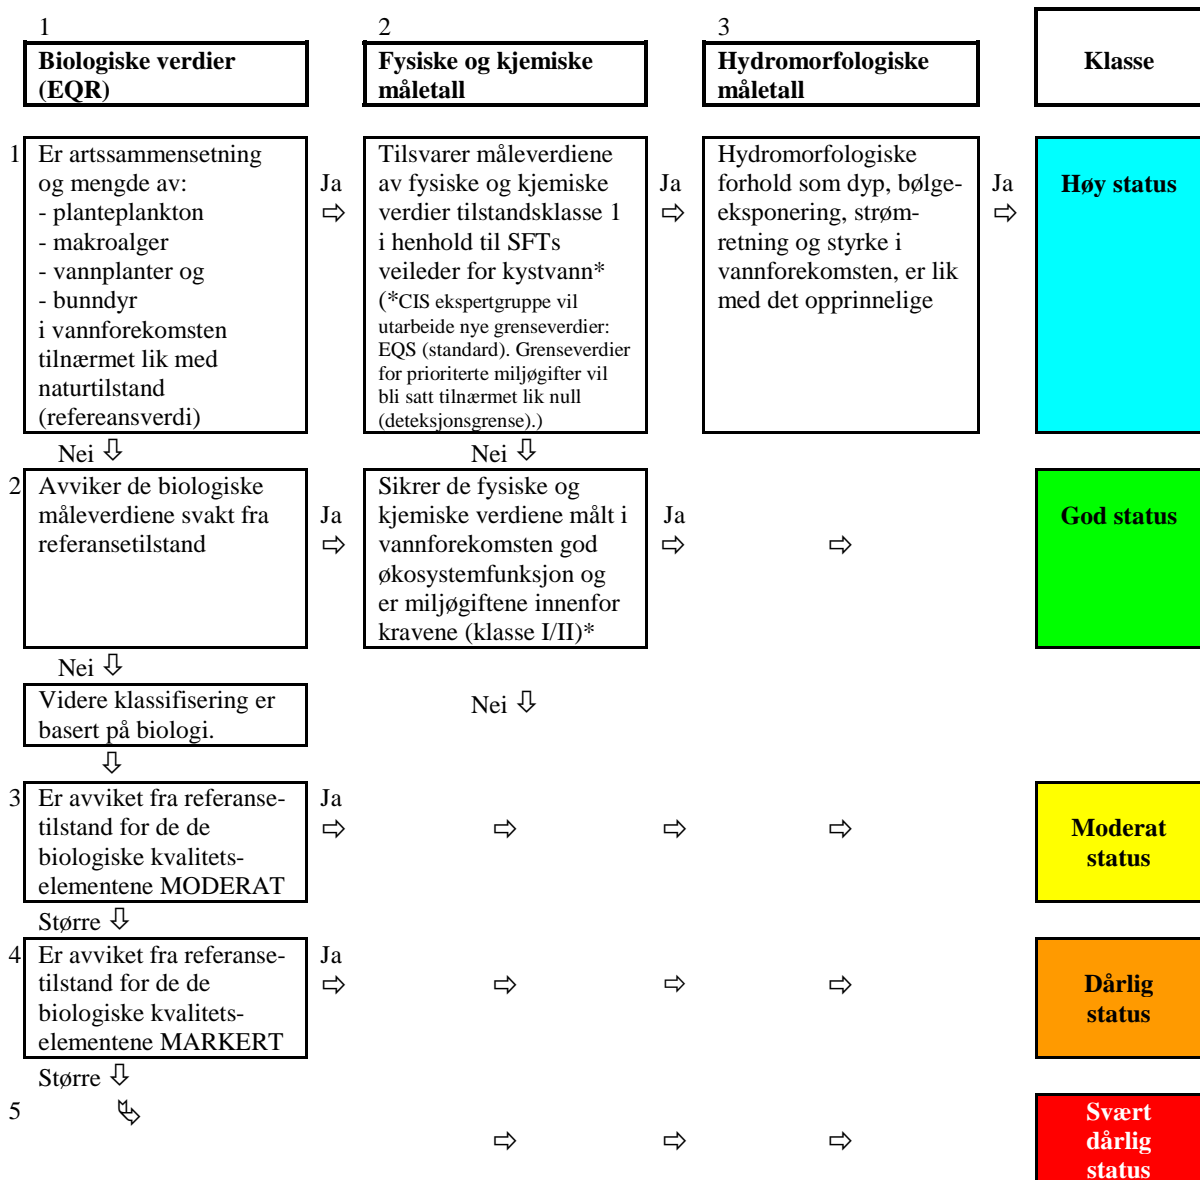 1
2
3
Biologiske verdier
(EQR)
Fysiske og kjemiske
måletall
Hydromorfologiske
måletall
Klasse
1
Er artssammensetning
og mengde av:
- planteplankton
- makroalger
- vannplanter og
- bunndyr
i vannforekomsten
tilnærmet lik med
naturtilstand
(refereansverdi)
Ja
⇨
Tilsvarer måleverdiene
av fysiske og kjemiske
verdier tilstandsklasse 1
i henhold til SFTs
veileder for kystvann*
(*CIS ekspertgruppe vil
utarbeide nye grenseverdier:
EQS (standard). Grenseverdier
for prioriterte miljøgifter vil
bli satt tilnærmet lik null
(deteksjonsgrense).)
Ja
⇨
Hydromorfologiske
forhold som dyp, bølge-
eksponering, strøm-
retning og styrke i
vannforekomsten, er lik
med det opprinnelige
Ja
⇨
Høy status
Nei ⇩
Nei ⇩
2
Avviker de biologiske
måleverdiene svakt fra
referansetilstand
Ja
⇨
Sikrer de fysiske og
kjemiske verdiene målt i
vannforekomsten god
økosystemfunksjon og
er miljøgiftene innenfor
kravene (klasse I/II)*
Ja
⇨
⇨
God status
Nei ⇩
Videre klassifisering er
basert på biologi.
Nei ⇩
⇩
3
Er avviket fra referanse-
tilstand for de de
biologiske kvalitets-
elementene MODERAT
Ja
⇨
⇨
⇨
⇨
Moderat
status
Større ⇩
4
Er avviket fra referanse-
tilstand for de de
biologiske kvalitets-
elementene MARKERT
Ja
⇨
⇨
⇨
⇨
Dårlig
status
Større ⇩
5
⇨
⇨
⇨
Svært
dårlig
status